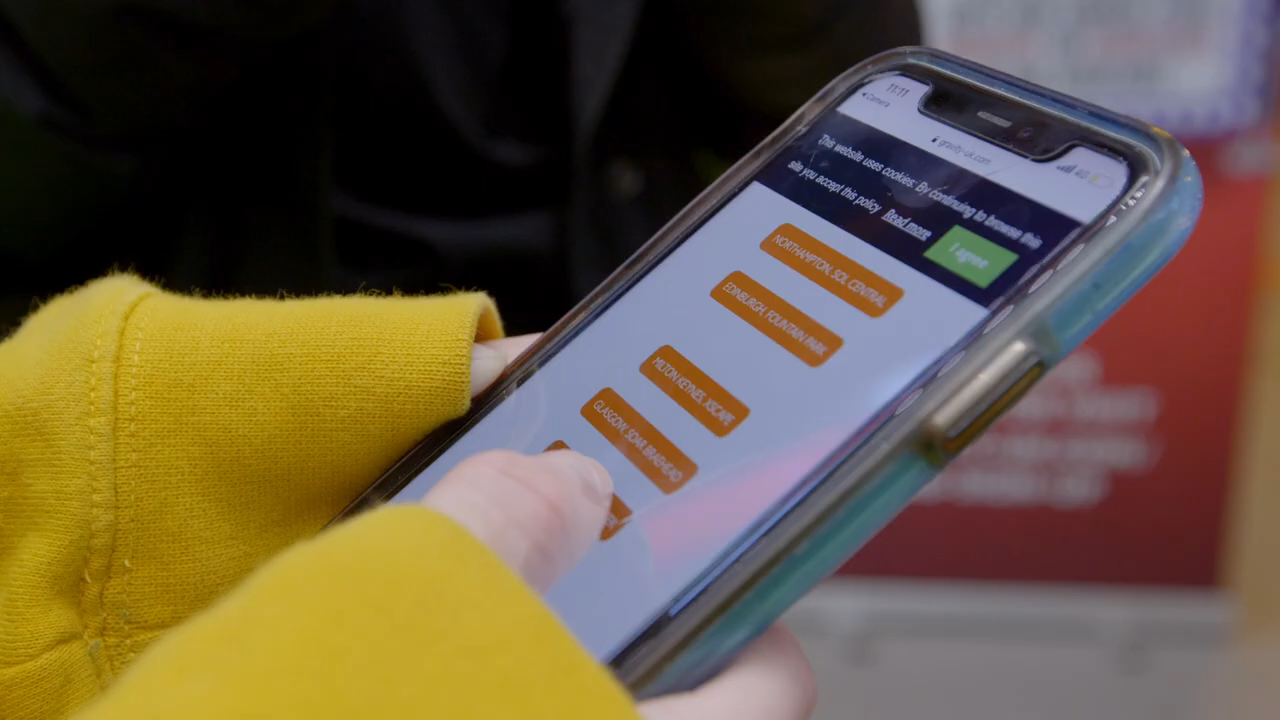 11:11
Camera
gravity-uk.com
4G
This website uses cookies. By continuing to browse this
site you accept this policy Read more
I agree
NORTHAMPTON, SOL CENTRAL
EDINBURGH, FOUNTAIN PARK
MILTON KEYNES, XSCAPE
GLASGOW, SOAR BRAEHEAD